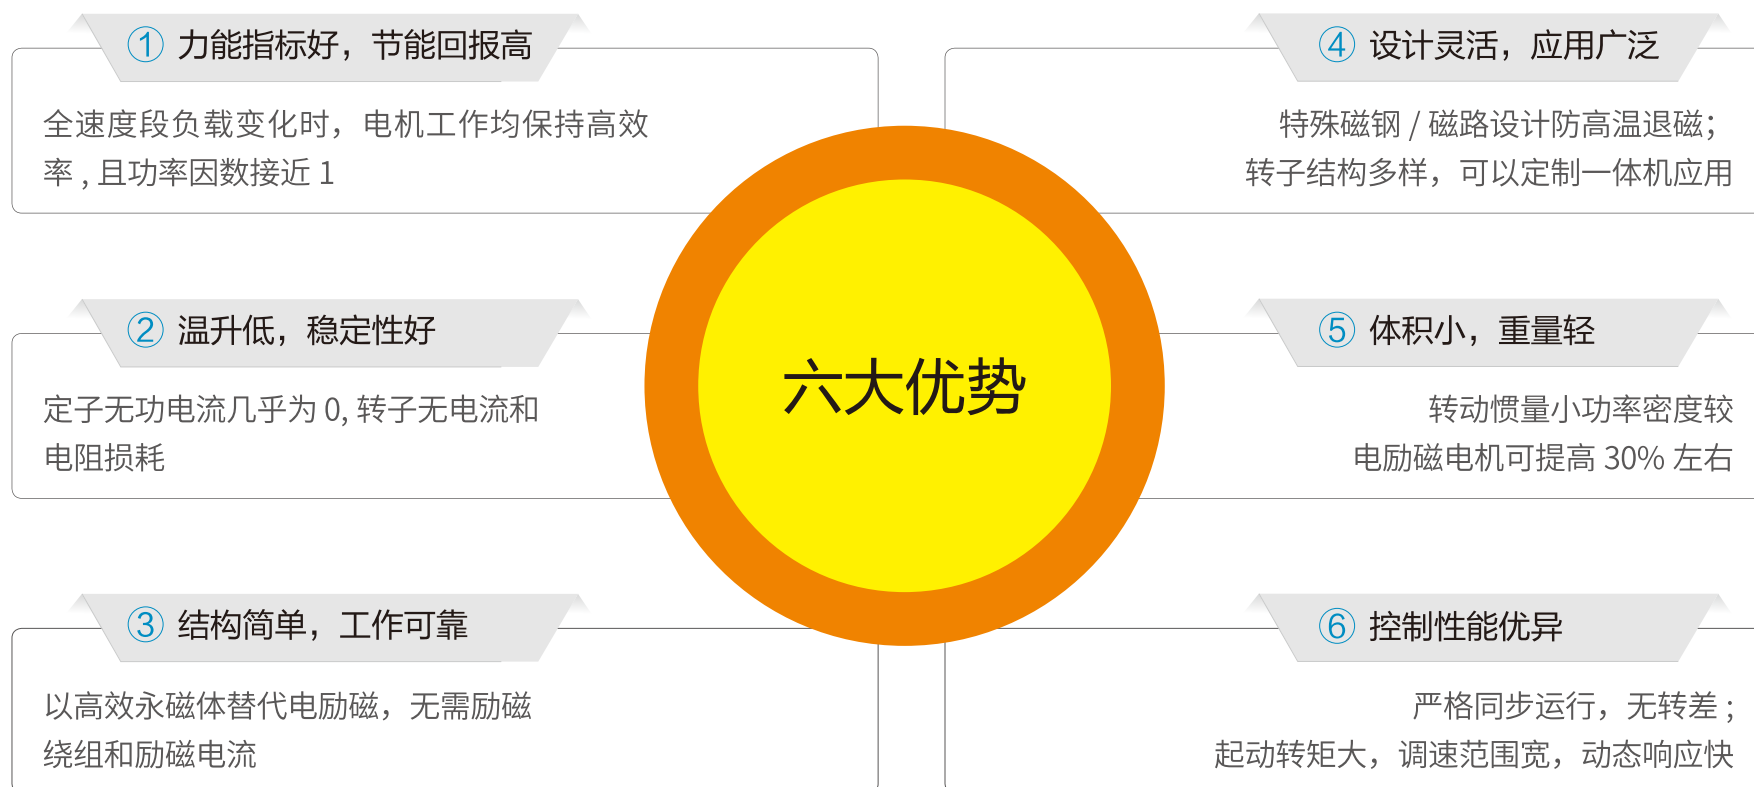 ① 力能指标好，节能回报高
全速度段负载变化时，电机工作均保持高效
率 , 且功率因数接近 1
② 温升低，稳定性好
定子无功电流几乎为 0, 转子无电流和
电阻损耗
③ 结构简单，工作可靠
以高效永磁体替代电励磁，无需励磁
绕组和励磁电流
六大优势
④ 设计灵活，应用广泛
特殊磁钢 / 磁路设计防高温退磁；
转子结构多样，可以定制一体机应用
⑤ 体积小，重量轻
转动惯量小功率密度较
电励磁电机可提高 30% 左右
⑥ 控制性能优异
严格同步运行，无转差 ;
起动转矩大，调速范围宽，动态响应快